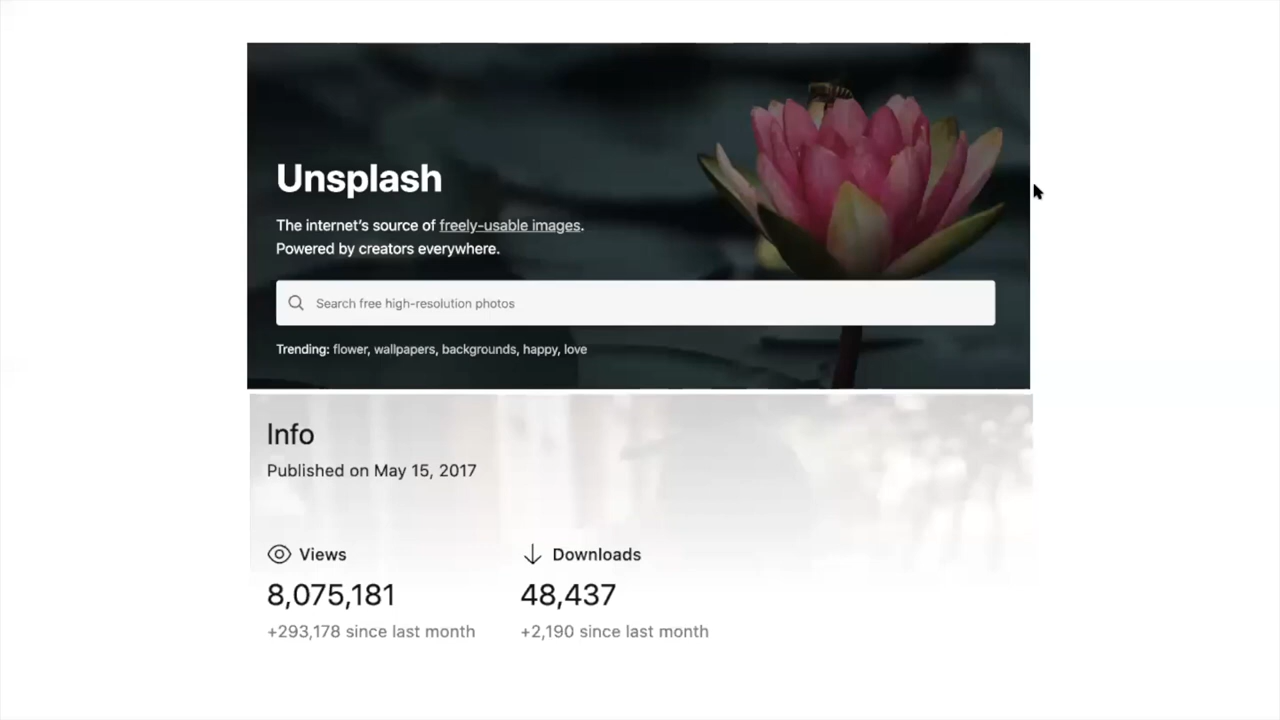 Unsplash
The internet’s source of freely-usable images.
Powered by creators everywhere.
Search free high-resolution photos
Trending: flower, wallpapers, backgrounds, happy, love
Info
Published on May 15, 2017
Views
Downloads
8,075,181
48,437
+293,178 since last month
+2,190 since last month